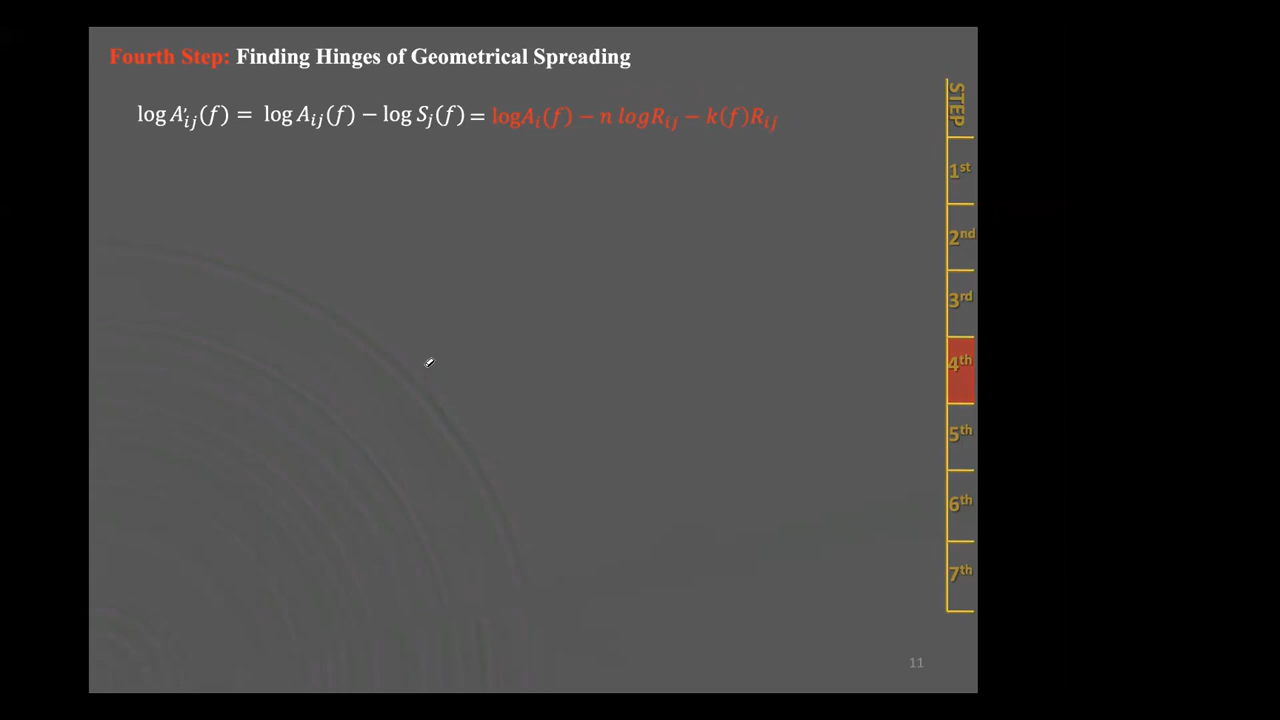 Fourth Step: Finding Hinges of Geometrical Spreading
log A'ij(f) = log Aij(f) − log Sj(f) = logAi(f) − n logRij − k(f)Rij
STEP
1st
2nd
3rd
4th
5th
6th
7th
11